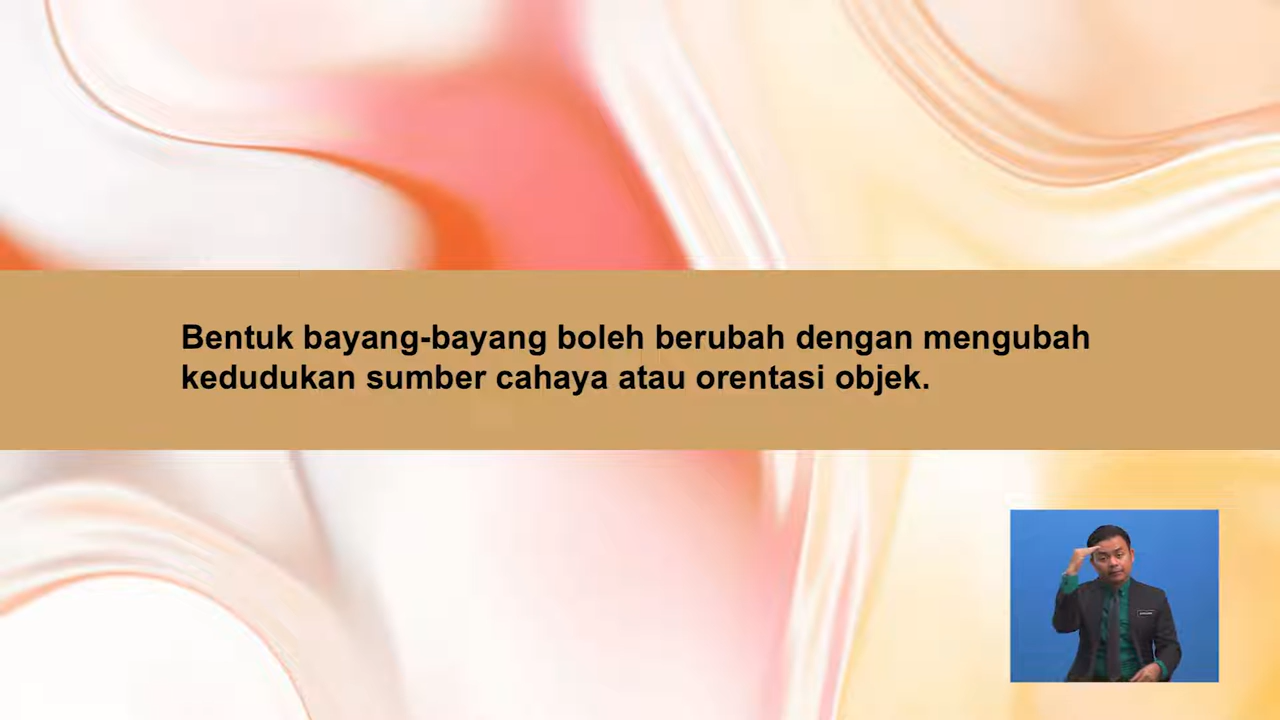 Bentuk bayang-bayang boleh berubah dengan mengubah
kedudukan sumber cahaya atau orentasi objek.